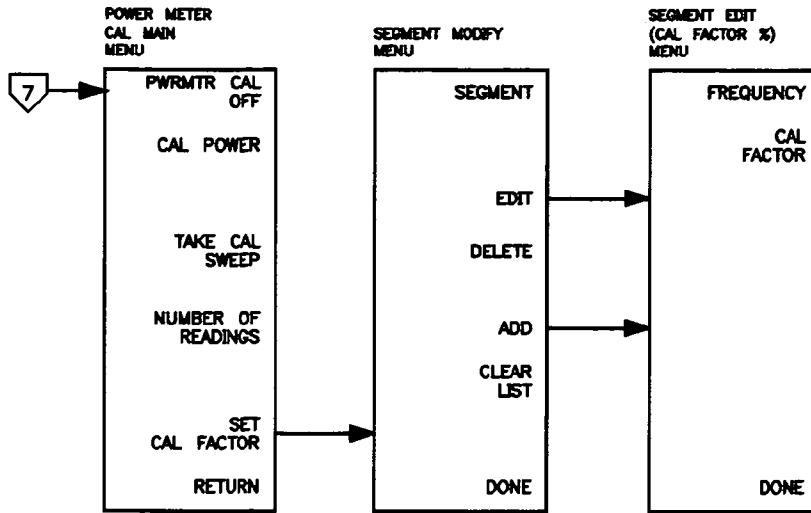 POWER METER
CAL MAIN
MENU
7
PWRMTR CAL
OFF
CAL POWER
TAKE CAL
SWEEP
NUMBER OF
READINGS
SET
CAL FACTOR
RETURN
SEGMENT MODIFY
MENU
SEGMENT
EDIT
DELETE
ADD
CLEAR
LIST
DONE
SEGMENT EDIT
(CAL FACTOR %)
MENU
FREQUENCY
CAL
FACTOR
DONE